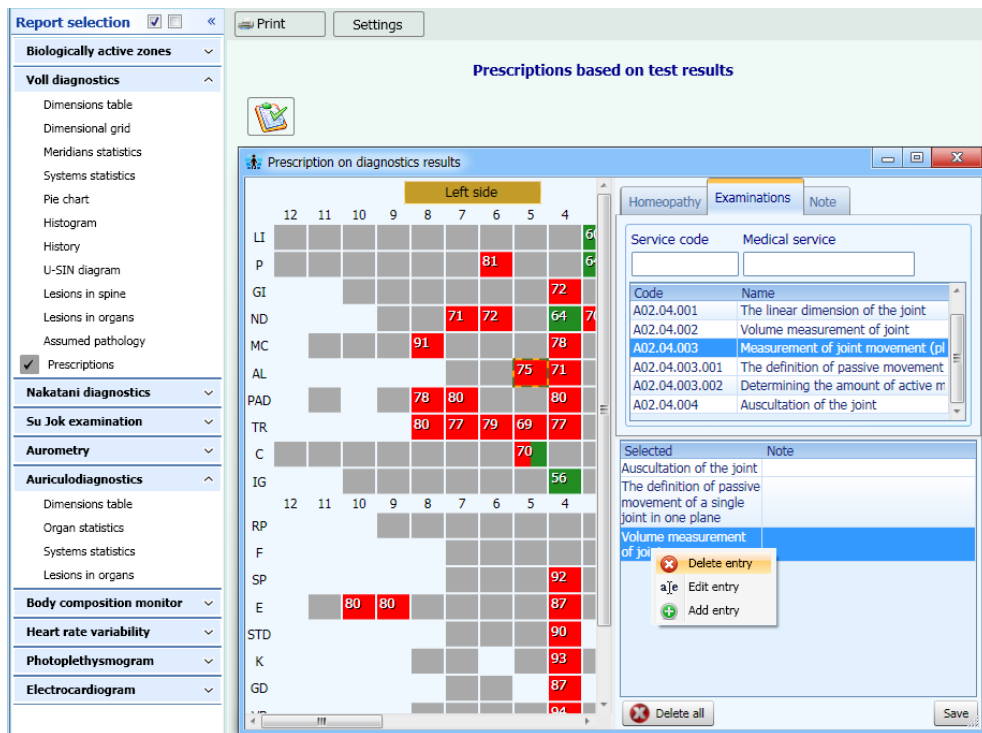 Report selection «
Biologically active zones
Voll diagnostics
Dimensions table
Dimensional grid
Meridians statistics
Systems statistics
Pie chart
Histogram
History
U-SIN diagram
Lesions in spine
Lesions in organs
Assumed pathology
Prescriptions
Nakatani diagnostics
Su Jok examination
Aurometry
Auriculodiagnostics
Dimensions table
Organ statistics
Systems statistics
Lesions in organs
Body composition monitor
Heart rate variability
Photoplethysmogram
Electrocardiogram
Print Settings
Prescriptions based on test results
Prescription on diagnostics results
Left side
12 11 10 9 8 7 6 5 4
LI
P 81
GI 72
ND 71 72 64
MC 91 78
AL 75 71
PAD 78 80 80
TR 80 77 79 69 77
C 70
IG 56
12 11 10 9 8 7 6 5 4
RP
F
SP 92
E 80 80 87
STD 90
K 93
GD 87
94
Homeopathy Examinations Note
Service code Medical service
Code Name
A02.04.001 The linear dimension of the joint
A02.04.002 Volume measurement of joint
A02.04.003 Measurement of joint movement (pl
A02.04.003.001 The definition of passive movement
A02.04.003.002 Determining the amount of active m
A02.04.004 Auscultation of the joint
Selected Note
Auscultation of the joint
The definition of passive
movement of a single
joint in one plane
Volume measurement
of joi
Delete entry
Edit entry
Add entry
Delete all Save